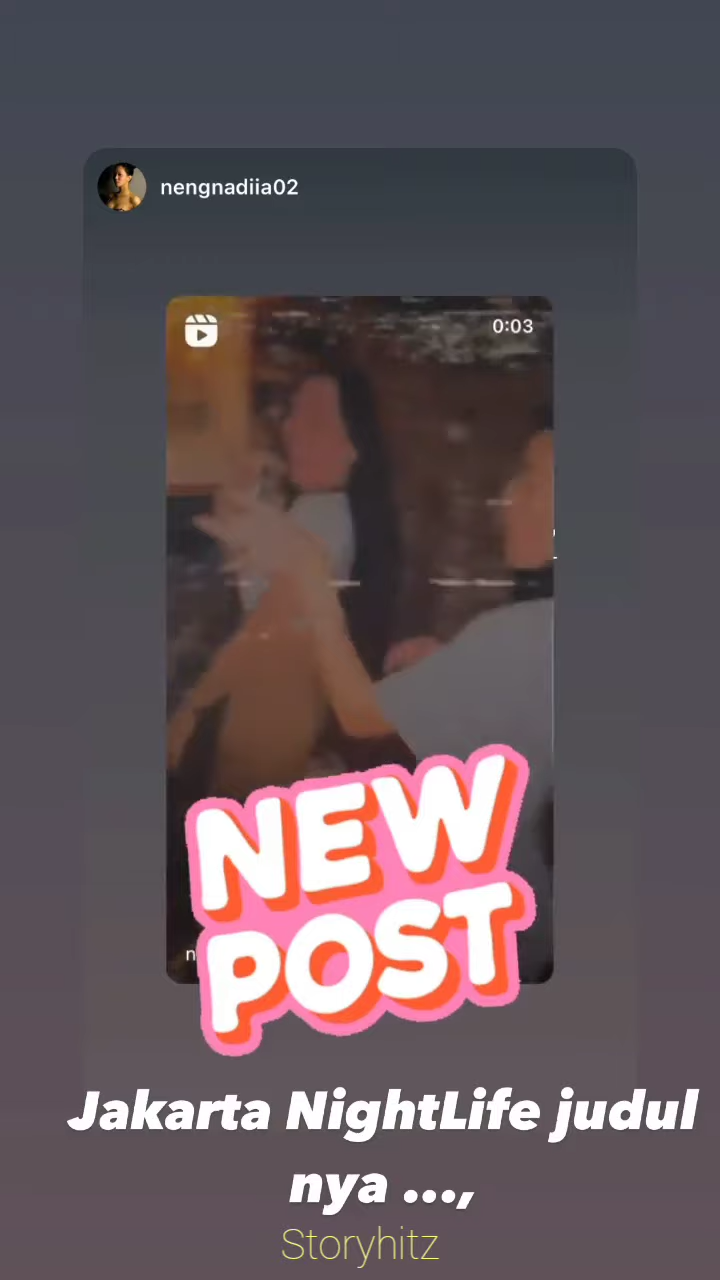 nengnadiia02
0:03
NEW
POST
n
Jakarta NightLife judul
nya ...,
Storyhitz